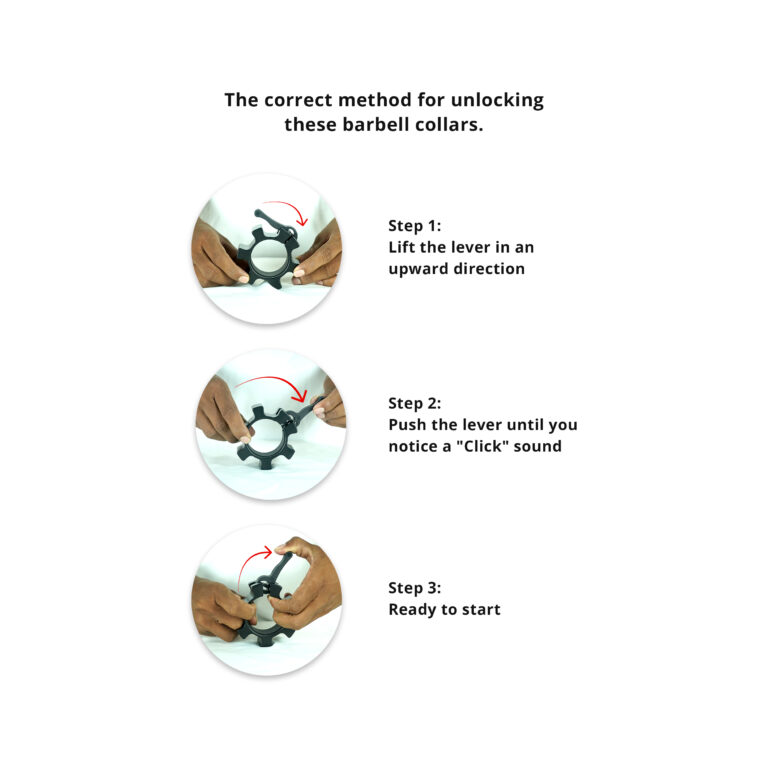 The correct method for unlocking
these barbell collars.
Step 1:
Lift the lever in an
upward direction
Step 2:
Push the lever until you
notice a "Click" sound
Step 3:
Ready to start